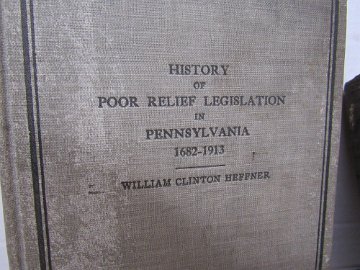 HISTORY
OF
POOR RELIEF LEGISLATION
IN
PENNSYLVANIA
1682-1913
WILLIAM CLINTON HEFFNER